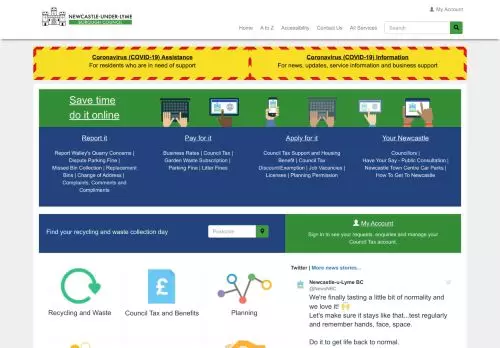 NEWCASTLE-UNDER-LYME
BOROUGH COUNCIL
My Account
Home
A to Z
Accessibility
Contact Us
All Services
Search
Coronavirus (COVID-19) Assistance
For residents who are in need of support
Coronavirus (COVID-19) Information
For news, updates, service information and business support
Save time
do it online
Report it
Report Walley's Quarry Concerns |
Dispute Parking Fine |
Missed Bin Collection | Replacement
Bins | Change of Address |
Complaints, Comments and
Compliments
Pay for it
Business Rates | Council Tax |
Garden Waste Subscription |
Parking Fine | Litter Fines
Apply for it
Council Tax Support and Housing
Benefit | Council Tax
Discount/Exemption | Job Vacancies |
Licenses | Planning Permission
Your Newcastle
Councillors |
Have Your Say - Public Consultation |
Newcastle Town Centre Car Parks |
How To Get To Newcastle
Find your recycling and waste collection day
Postcode
My Account
Sign in to see your requests, enquiries and manage your
Council Tax account.
Recycling and Waste
Council Tax and Benefits
Planning
Twitter | More news stories...
Newcastle-u-Lyme BC
@NewsNBC
We're finally tasting a little bit of normality and
we love it! 🙌
Let's make sure it stays like that...test regularly
and remember hands, face, space.
Do it to get life back to normal.